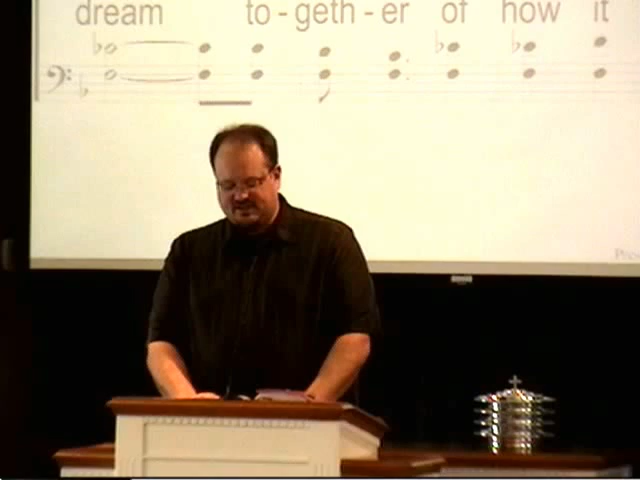 dream to - geth - er of how it